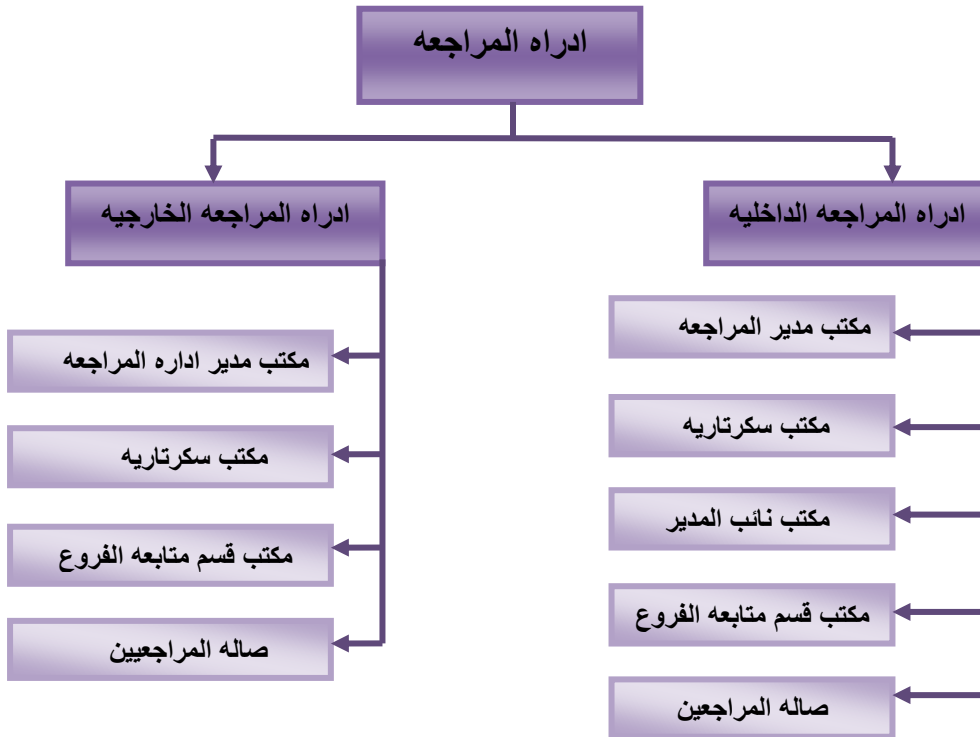 ادراه المراجعه
ادراه المراجعه الداخليه
مكتب مدير المراجعه
مكتب سكرتاريه
مكتب نائب المدير
مكتب قسم متابعه الفروع
صاله المراجعين
ادراه المراجعه الخارجيه
مكتب مدير اداره المراجعه
مكتب سكرتاريه
مكتب قسم متابعه الفروع
صاله المراجعيين